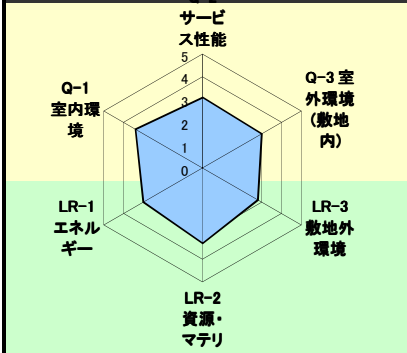 サービ
ス性能
5
4
3
2
1
0
Q-3 室
外環境
(敷地
内)
Q-1
室内環
境
LR-1
エネル
ギー
LR-3
敷地外
環境
LR-2
資源・
マテリ